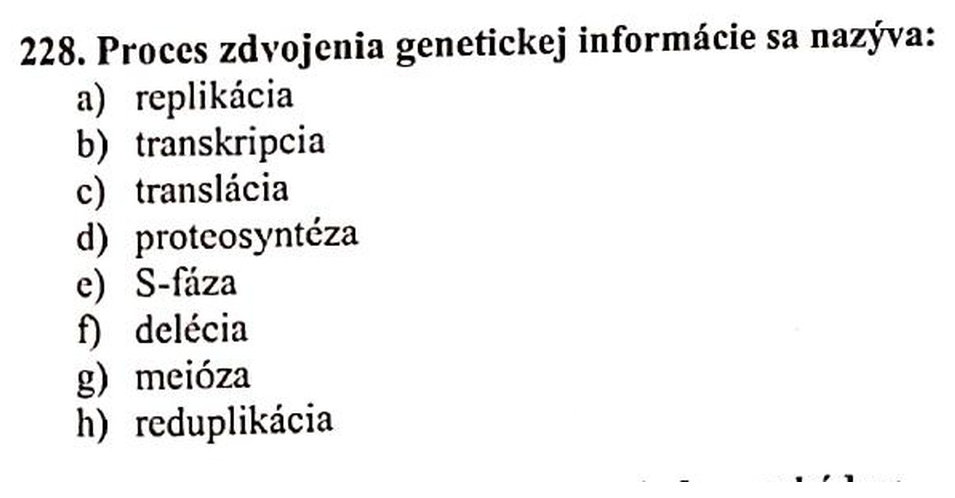 228. Proces zdvojenia genetickej informácie sa nazýva:
a) replikácia
b) transkripcia
c) translácia
d) proteosyntéza
e) S-fáza
f) delécia
g) meióza
h) reduplikácia